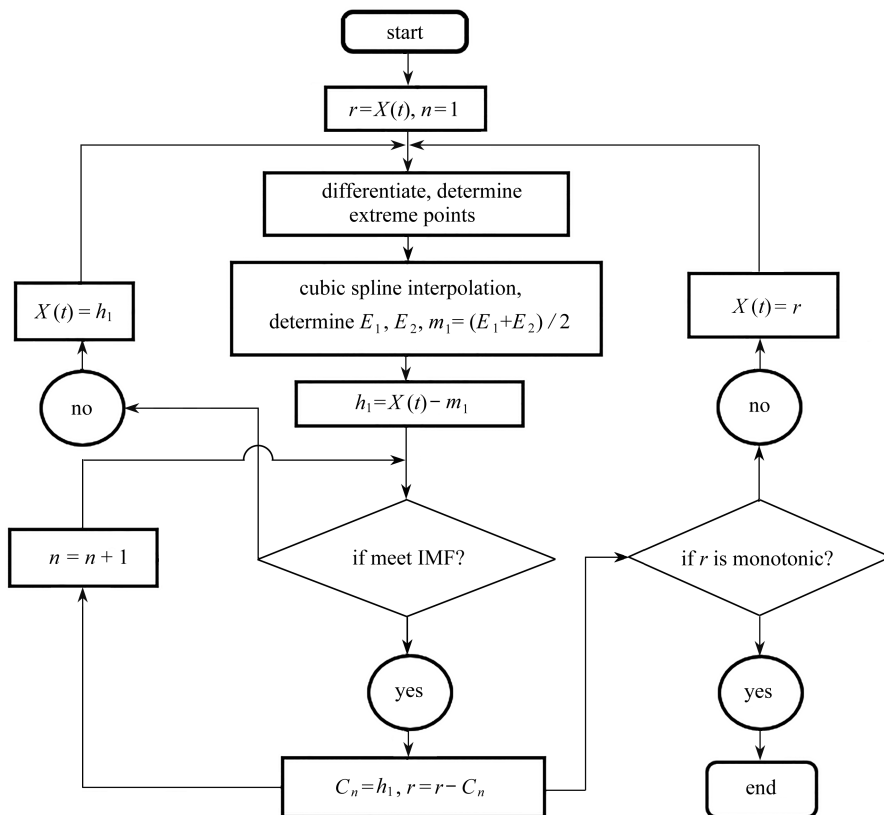 start
r=X(t), n=1
differentiate, determine
extreme points
cubic spline interpolation,
determine E₁, E₂, m₁=(E₁+E₂)/2
X(t)=h₁
X(t)=r
h₁=X(t)−m₁
no
no
n=n+1
if meet IMF?
if r is monotonic?
yes
yes
Cₙ=h₁, r=r−Cₙ
end